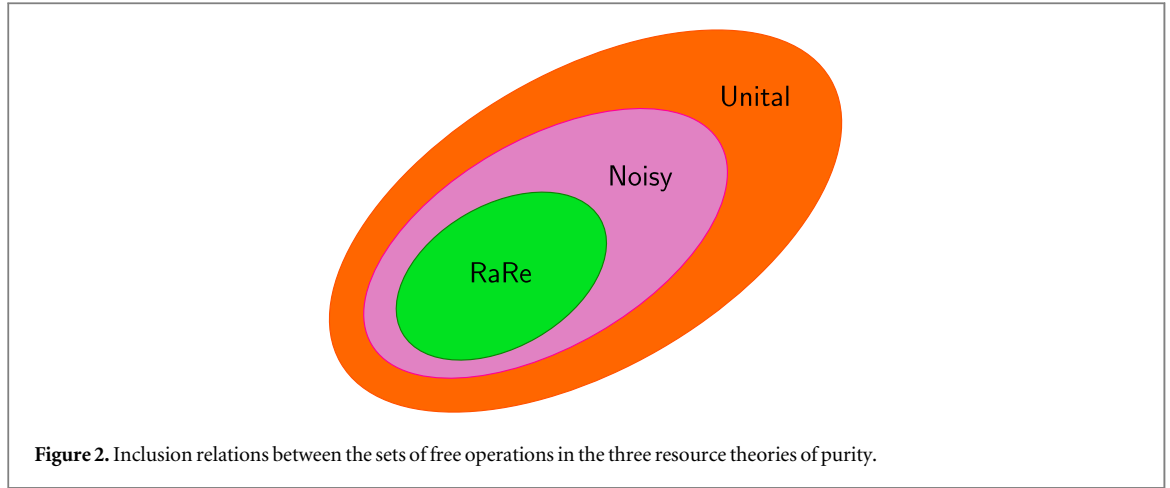 Unital
Noisy
RaRe
Figure 2. Inclusion relations between the sets of free operations in the three resource theories of purity.